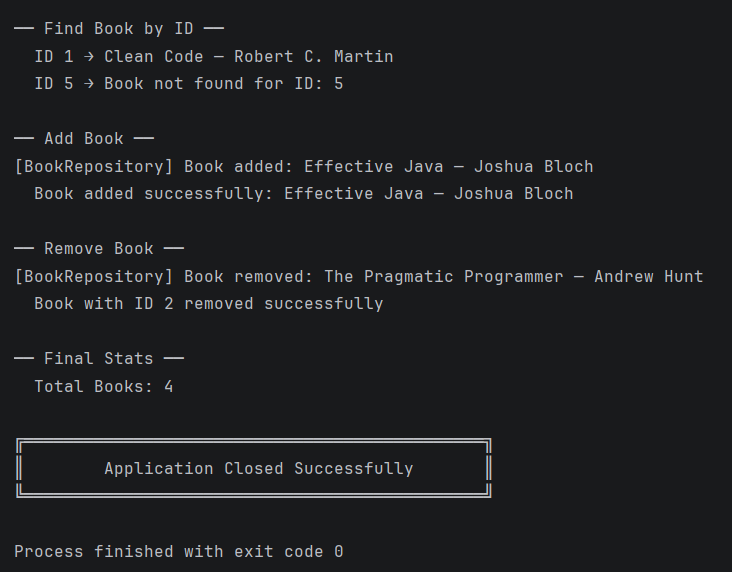 ── Find Book by ID ──
ID 1 → Clean Code — Robert C. Martin
ID 5 → Book not found for ID: 5
── Add Book ──
[BookRepository] Book added: Effective Java — Joshua Bloch
Book added successfully: Effective Java — Joshua Bloch
── Remove Book ──
[BookRepository] Book removed: The Pragmatic Programmer — Andrew Hunt
Book with ID 2 removed successfully
── Final Stats ──
Total Books: 4
Application Closed Successfully
Process finished with exit code 0